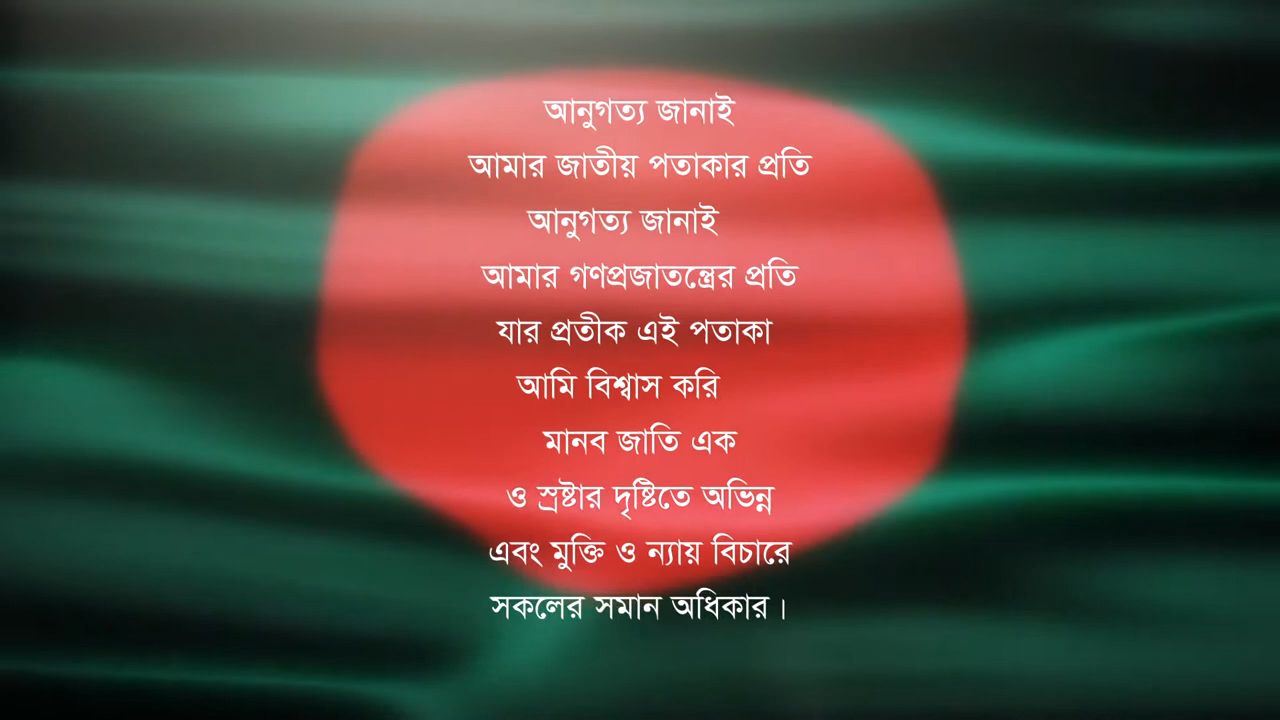 আনুগত্য জানাই
আমার জাতীয় পতাকার প্রতি
আনুগত্য জানাই
আমার গণপ্রজাতন্ত্রের প্রতি
যার প্রতীক এই পতাকা
আমি বিশ্বাস করি
মানব জাতি এক
ও স্রষ্টার দৃষ্টিতে অভিন্ন
এবং মুক্তি ও ন্যায় বিচারে
সকলের সমান অধিকার।